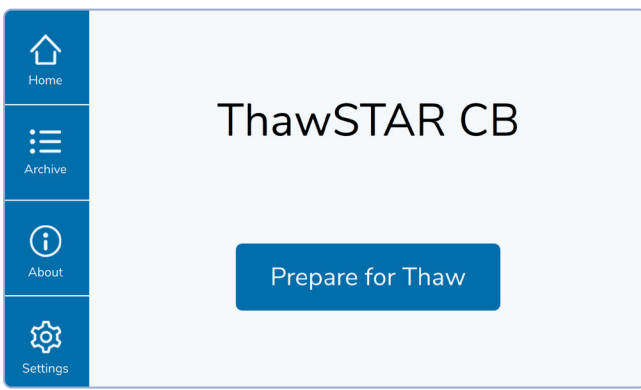 Home
Archive
About
Settings
ThawSTAR CB
Prepare for Thaw